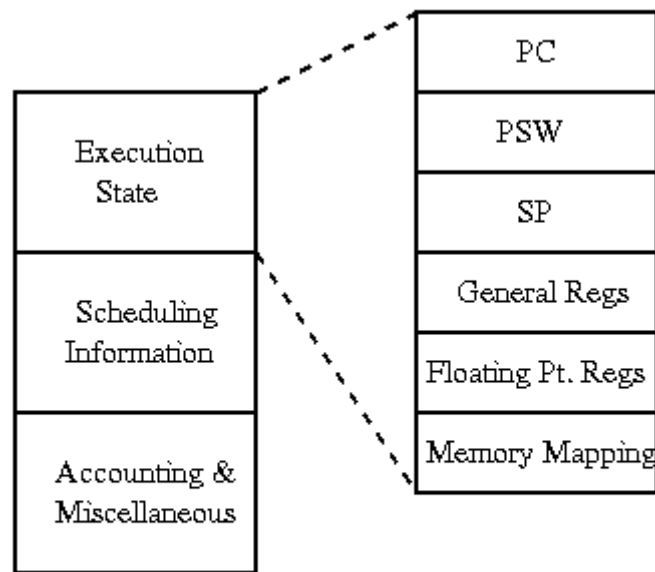 Execution
State
Scheduling
Information
Accounting &
Miscellaneous
PC
PSW
SP
General Regs
Floating Pt. Regs
Memory Mapping